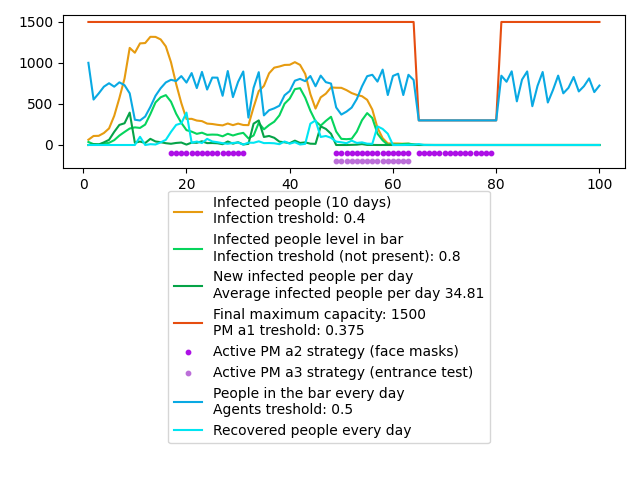 1500
1000
500
0
0
20
40
60
80
100
Infected people (10 days)
Infection treshold: 0.4
Infected people level in bar
Infection treshold (not present): 0.8
New infected people per day
Average infected people per day 34.81
Final maximum capacity: 1500
PM a1 treshold: 0.375
Active PM a2 strategy (face masks)
Active PM a3 strategy (entrance test)
People in the bar every day
Agents treshold: 0.5
Recovered people every day